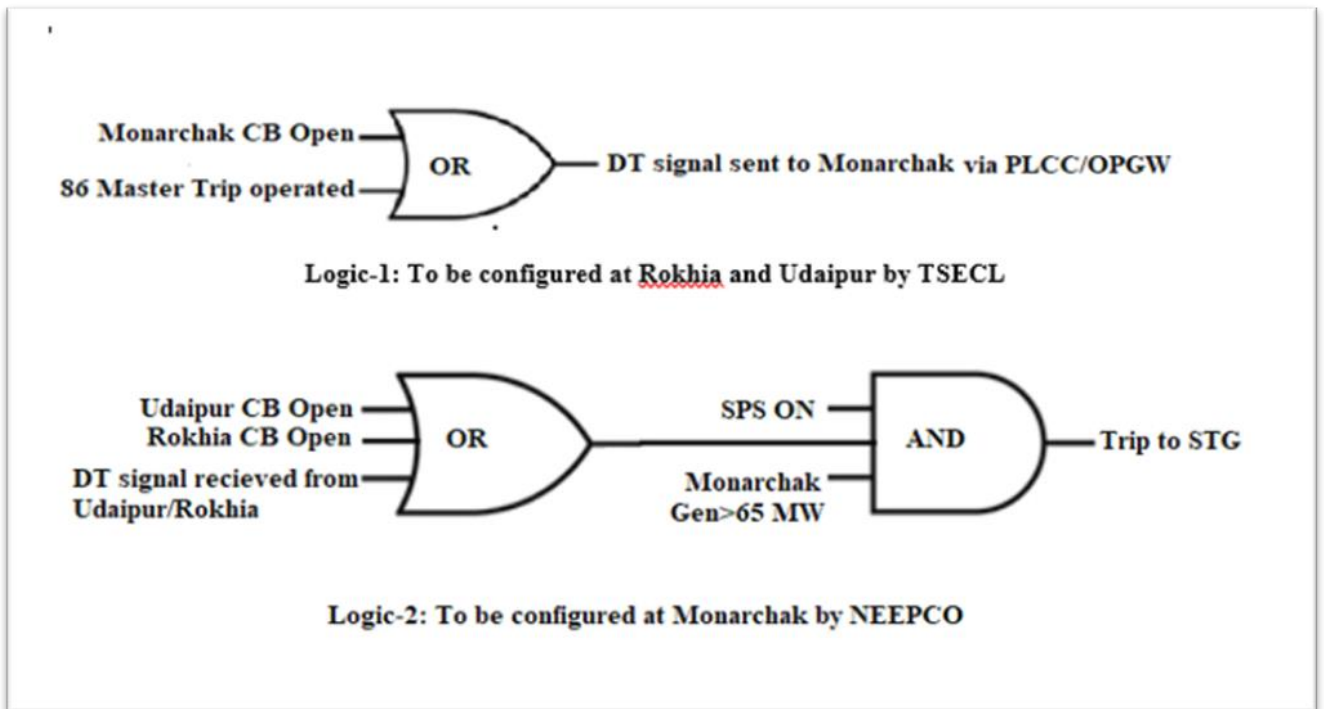 Monarchak CB Open
OR
DT signal sent to Monarchak via PLCC/OPGW
86 Master Trip operated
Logic-1: To be configured at Rokhia and Udaipur by TSECL
Udaipur CB Open
SPS ON
Rokhia CB Open
OR
AND
Trip to STG
DT signal recieved from
Udaipur/Rokhia
Monarchak
Gen>65 MW
Logic-2: To be configured at Monarchak by NEEPCO